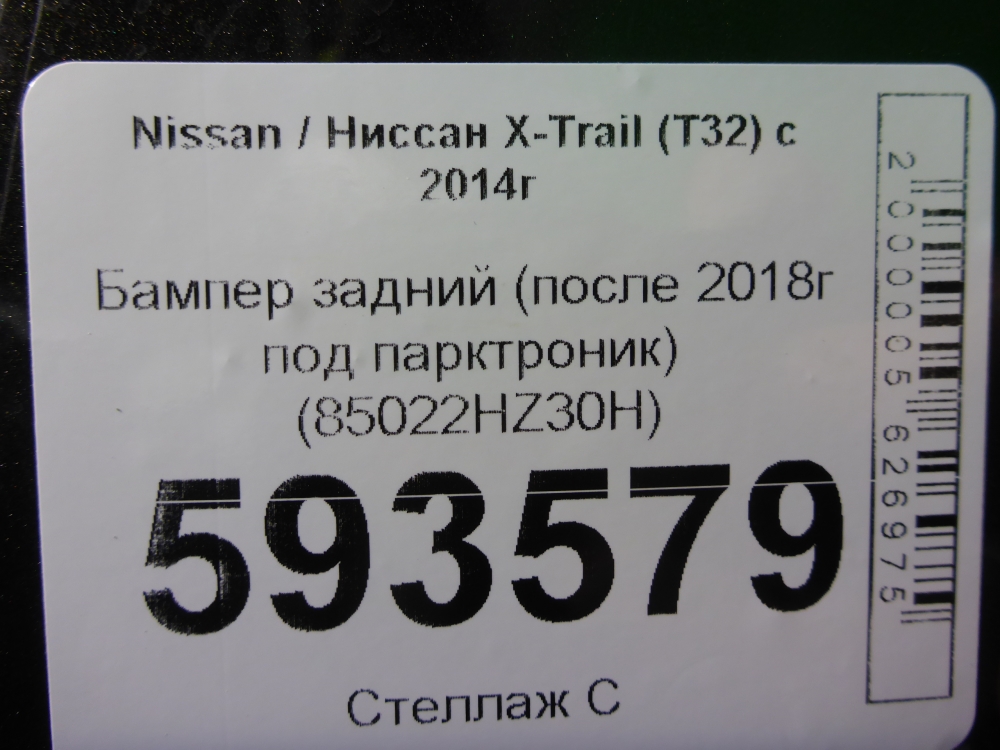 Nissan / Ниссан X-Trail (T32) с
2014г
Бампер задний (после 2018г
под парктроник)
(85022HZ30H)
593579
Стеллаж С
2000005626975